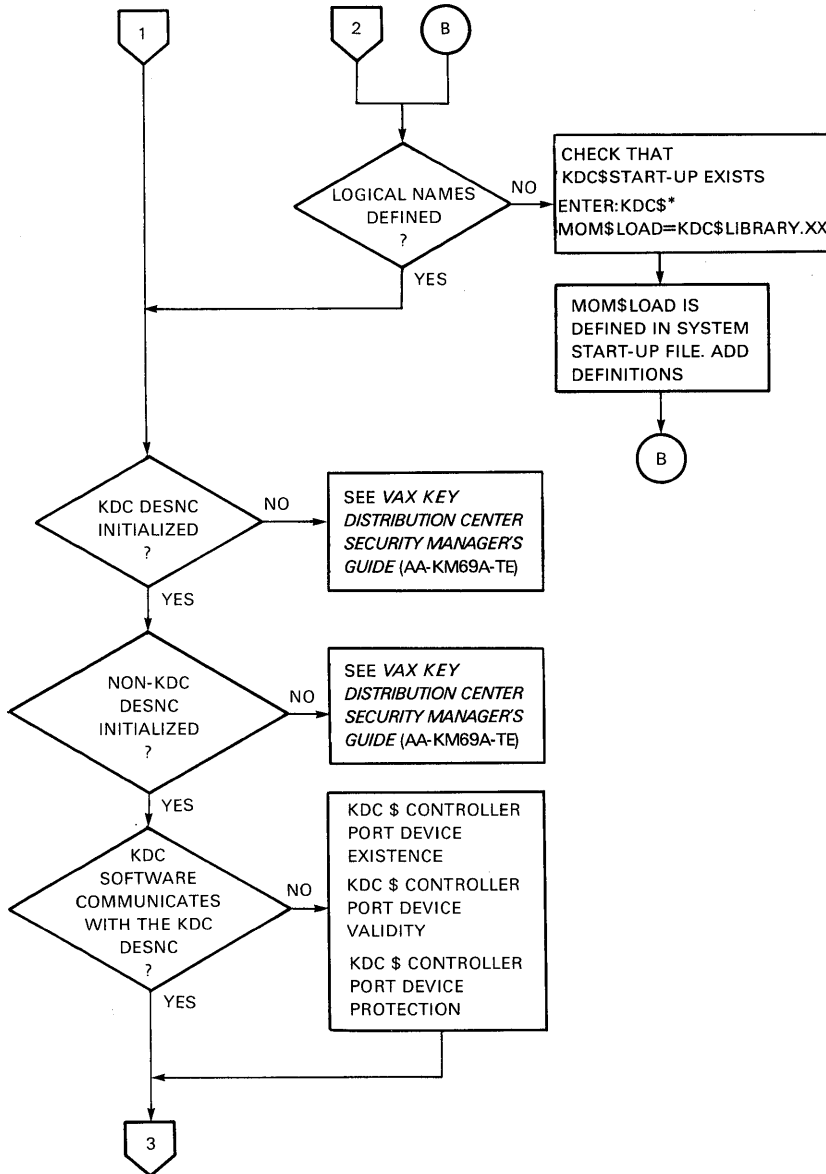 1
2
B
LOGICAL NAMES
DEFINED
?
NO
YES
CHECK THAT
KDC$START-UP EXISTS
ENTER:KDC$*
MOM$LOAD=KDC$LIBRARY.XX
MOM$LOAD IS
DEFINED IN SYSTEM
START-UP FILE. ADD
DEFINITIONS
B
KDC DESNC
INITIALIZED
?
NO
YES
SEE VAX KEY
DISTRIBUTION CENTER
SECURITY MANAGER'S
GUIDE (AA-KM69A-TE)
NON-KDC
DESNC
INITIALIZED
?
NO
YES
SEE VAX KEY
DISTRIBUTION CENTER
SECURITY MANAGER'S
GUIDE (AA-KM69A-TE)
KDC
SOFTWARE
COMMUNICATES
WITH THE KDC
DESNC
?
NO
YES
KDC $ CONTROLLER
PORT DEVICE
EXISTENCE
KDC $ CONTROLLER
PORT DEVICE
VALIDITY
KDC $ CONTROLLER
PORT DEVICE
PROTECTION
3